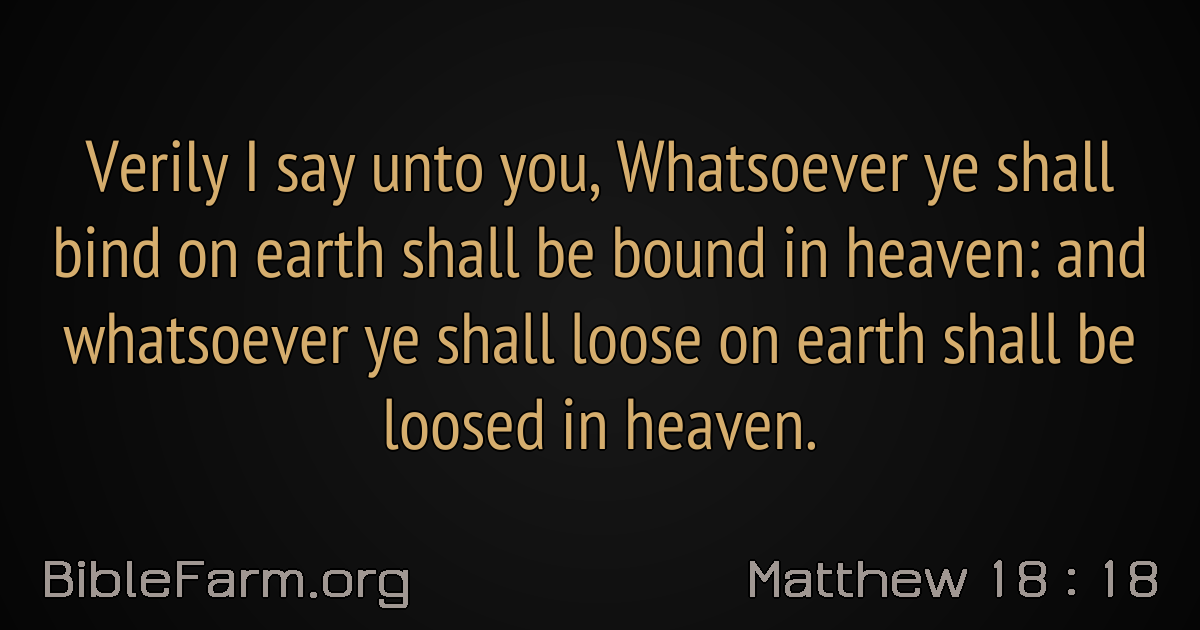 Verily I say unto you, Whatsoever ye shall
bind on earth shall be bound in heaven: and
whatsoever ye shall loose on earth shall be
loosed in heaven.
BibleFarm.org
Matthew 18 : 18